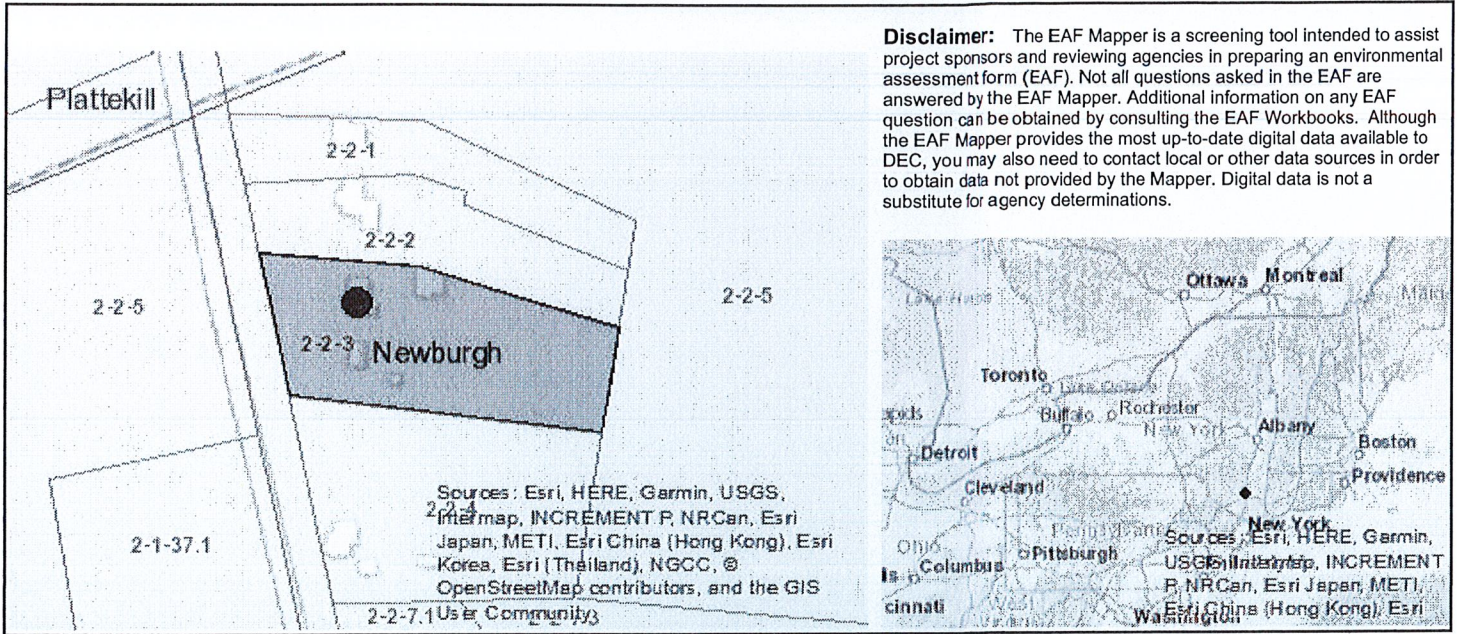 Plattekill
2-2-1
2-2-2
2-2-5
2-2-5
2-2-3
Newburgh
2-1-37.1
2-2-4
Sources: Esri, HERE, Garmin, USGS,
Intermap, INCREMENT P, NRCan, Esri
Japan, METI, Esri China (Hong Kong), Esri
Korea, Esri (Thailand), NGCC, ©
OpenStreetMap contributors, and the GIS
User Community
2-2-7.1
Disclaimer: The EAF Mapper is a screening tool intended to assist
project sponsors and reviewing agencies in preparing an environmental
assessment form (EAF). Not all questions asked in the EAF are
answered by the EAF Mapper. Additional information on any EAF
question can be obtained by consulting the EAF Workbooks. Although
the EAF Mapper provides the most up-to-date digital data available to
DEC, you may also need to contact local or other data sources in order
to obtain data not provided by the Mapper. Digital data is not a
substitute for agency determinations.
Ottawa
Montreal
Toronto
Buffalo
Rochester
New York
Albany
Boston
Detroit
Providence
Cleveland
New York
Ohio
Pennsylvania
Pittsburgh
Columbus
cinnati
Washington
Sources: Esri, HERE, Garmin,
USGS, Intermap, INCREMENT
P, NRCan, Esri Japan, METI,
Esri China (Hong Kong), Esri